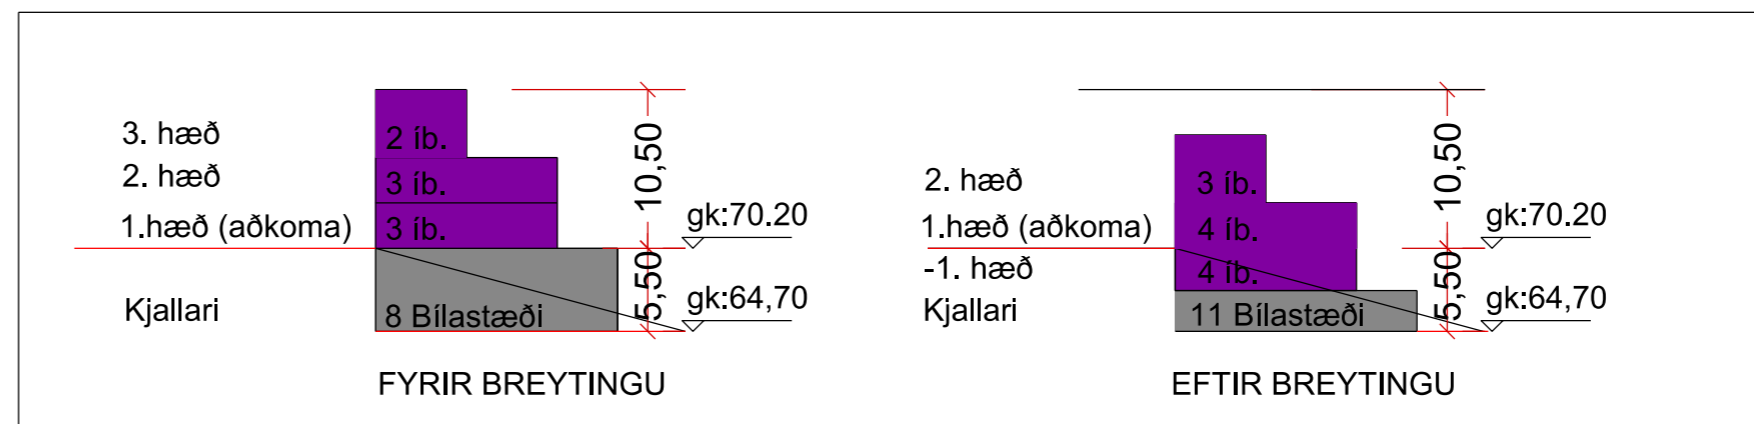 3. hæð
2. hæð
1.hæð (aðkoma)
Kjallari
2 íb.
3 íb.
3 íb.
8 Bílastæði
10,50
5,50
gk:70.20
gk:64,70
FYRIR BREYTINGU
2. hæð
1.hæð (aðkoma)
-1. hæð
Kjallari
3 íb.
4 íb.
4 íb.
11 Bílastæði
10,50
5,50
gk:70.20
gk:64,70
EFTIR BREYTINGU